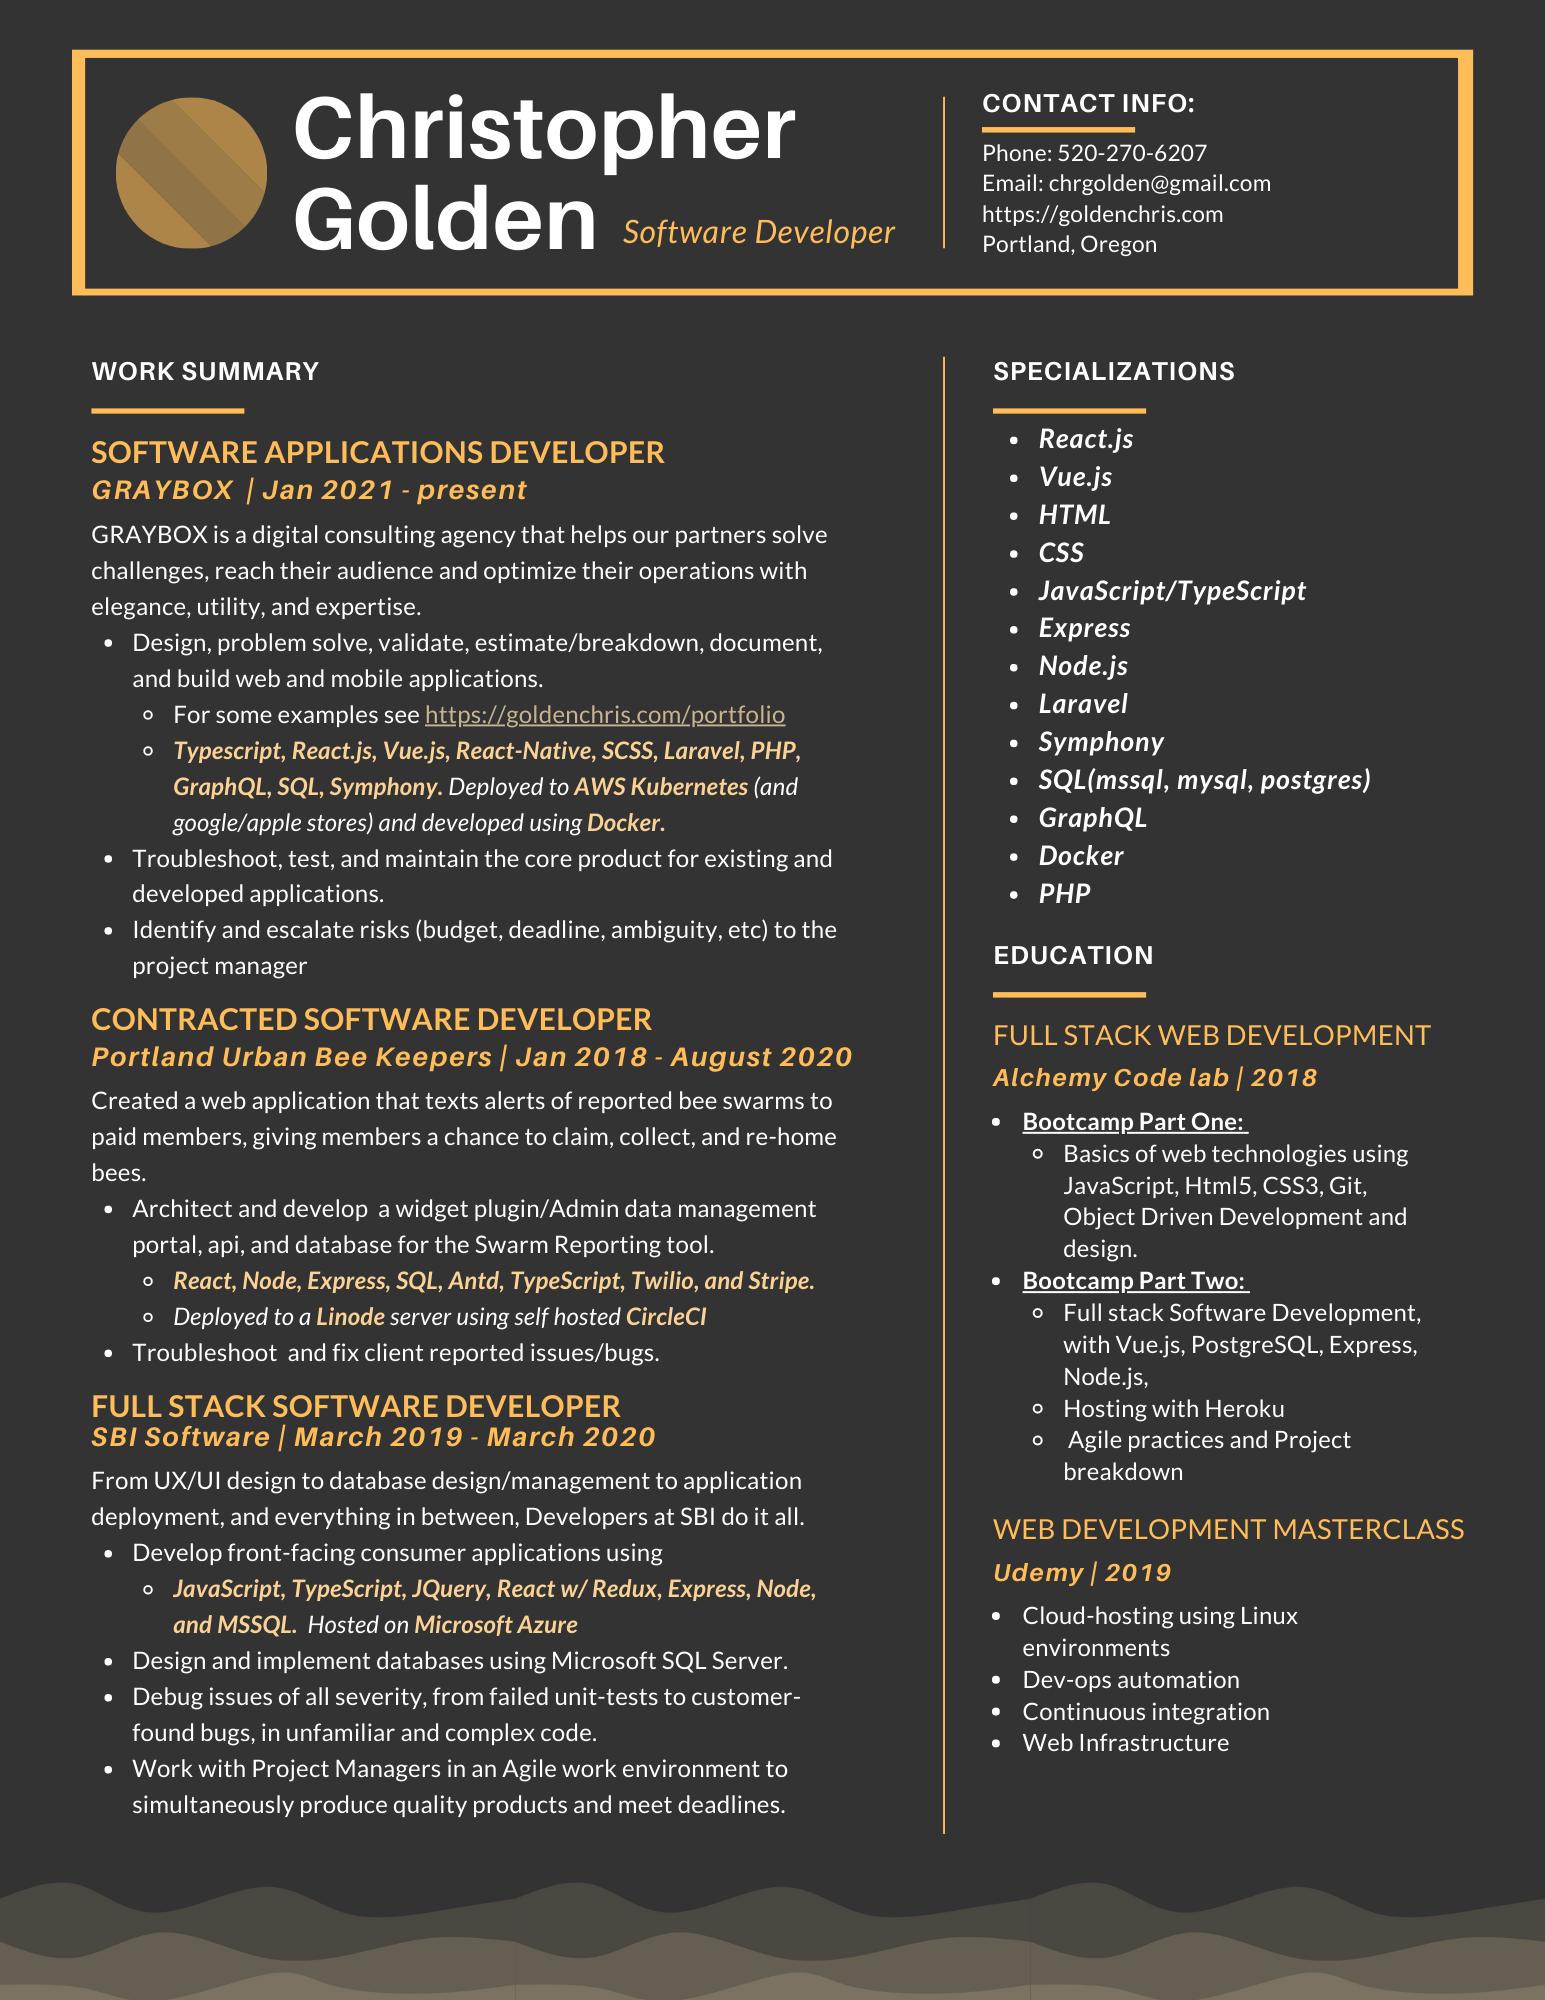 Christopher
Golden Software Developer
CONTACT INFO:
Phone: 520-270-6207
Email: chrgolden@gmail.com
https://goldenchris.com
Portland, Oregon
WORK SUMMARY
SOFTWARE APPLICATIONS DEVELOPER
GRAYBOX | Jan 2021 - present
GRAYBOX is a digital consulting agency that helps our partners solve
challenges, reach their audience and optimize their operations with
elegance, utility, and expertise.
• Design, problem solve, validate, estimate/breakdown, document,
and build web and mobile applications.
◦ For some examples see https://goldenchris.com/portfolio
◦ Typescript, React.js, Vue.js, React-Native, SCSS, Laravel, PHP,
GraphQL, SQL, Symphony. Deployed to AWS Kubernetes (and
google/apple stores) and developed using Docker.
• Troubleshoot, test, and maintain the core product for existing and
developed applications.
• Identify and escalate risks (budget, deadline, ambiguity, etc) to the
project manager
CONTRACTED SOFTWARE DEVELOPER
Portland Urban Bee Keepers | Jan 2018 - August 2020
Created a web application that texts alerts of reported bee swarms to
paid members, giving members a chance to claim, collect, and re-home
bees.
• Architect and develop a widget plugin/Admin data management
portal, api, and database for the Swarm Reporting tool.
◦ React, Node, Express, SQL, Antd, TypeScript, Twilio, and Stripe.
◦ Deployed to a Linode server using self hosted CircleCI
• Troubleshoot and fix client reported issues/bugs.
FULL STACK SOFTWARE DEVELOPER
SBI Software | March 2019 - March 2020
From UX/UI design to database design/management to application
deployment, and everything in between, Developers at SBI do it all.
• Develop front-facing consumer applications using
◦ JavaScript, TypeScript, JQuery, React w/ Redux, Express, Node,
and MSSQL. Hosted on Microsoft Azure
• Design and implement databases using Microsoft SQL Server.
• Debug issues of all severity, from failed unit-tests to customer-
found bugs, in unfamiliar and complex code.
• Work with Project Managers in an Agile work environment to
simultaneously produce quality products and meet deadlines.
SPECIALIZATIONS
• React.js
• Vue.js
• HTML
• CSS
• JavaScript/TypeScript
• Express
• Node.js
• Laravel
• Symphony
• SQL(mssql, mysql, postgres)
• GraphQL
• Docker
• PHP
EDUCATION
FULL STACK WEB DEVELOPMENT
Alchemy Code lab | 2018
• Bootcamp Part One:
◦ Basics of web technologies using
JavaScript, Html5, CSS3, Git,
Object Driven Development and
design.
• Bootcamp Part Two:
◦ Full stack Software Development,
with Vue.js, PostgreSQL, Express,
Node.js,
◦ Hosting with Heroku
◦ Agile practices and Project
breakdown
WEB DEVELOPMENT MASTERCLASS
Udemy | 2019
• Cloud-hosting using Linux
environments
• Dev-ops automation
• Continuous integration
• Web Infrastructure